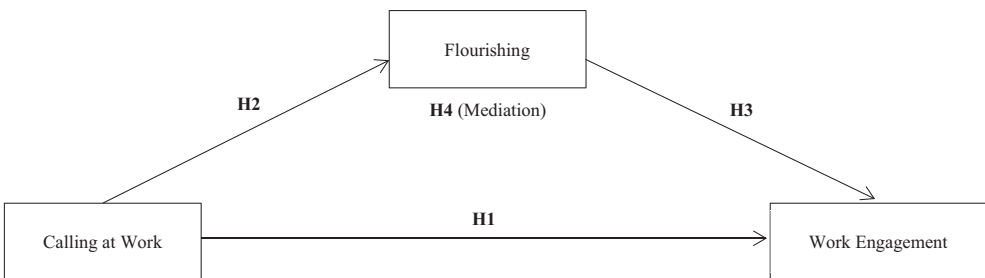 Flourishing
H4 (Mediation)
H2
H3
H1
Calling at Work
Work Engagement